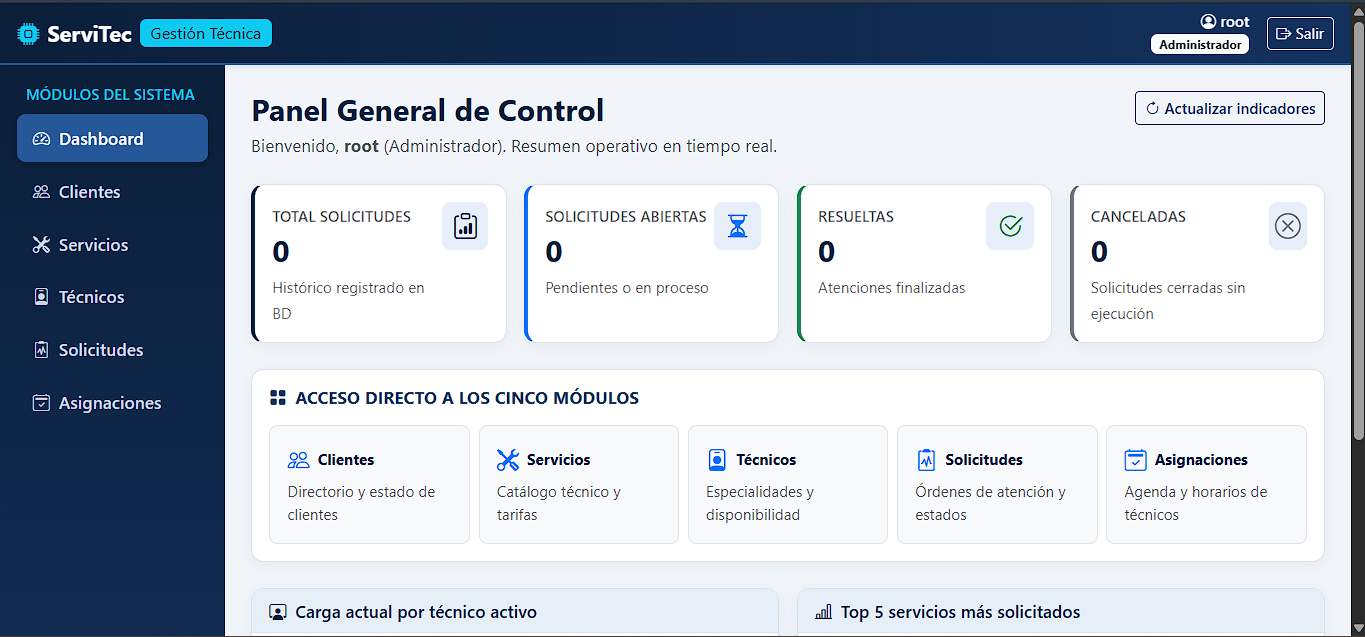 ServiTec Gestión Técnica
root
Administrador
Salir
MÓDULOS DEL SISTEMA
Dashboard
Clientes
Servicios
Técnicos
Solicitudes
Asignaciones
Panel General de Control
Bienvenido, root (Administrador). Resumen operativo en tiempo real.
Actualizar indicadores
TOTAL SOLICITUDES
0
Histórico registrado en
BD
SOLICITUDES ABIERTAS
0
Pendientes o en proceso
RESUELTAS
0
Atenciones finalizadas
CANCELADAS
0
Solicitudes cerradas sin
ejecución
ACCESO DIRECTO A LOS CINCO MÓDULOS
Clientes
Directorio y estado de
clientes
Servicios
Catálogo técnico y
tarifas
Técnicos
Especialidades y
disponibilidad
Solicitudes
Órdenes de atención y
estados
Asignaciones
Agenda y horarios de
técnicos
Carga actual por técnico activo
Top 5 servicios más solicitados